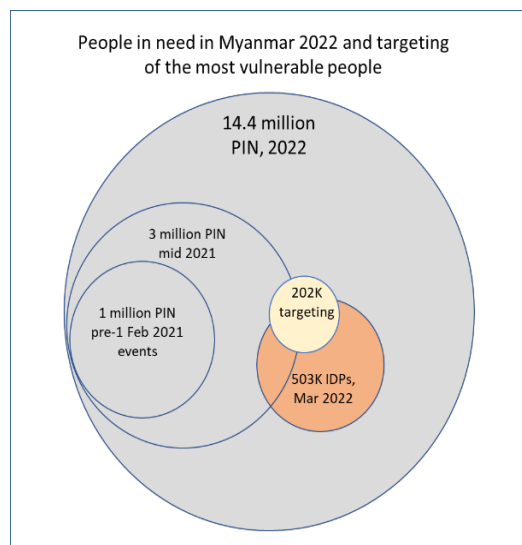 People in need in Myanmar 2022 and targeting
of the most vulnerable people
14.4 million
PIN, 2022
3 million PIN
mid 2021
1 million PIN
pre-1 Feb 2021
events
202K
targeting
503K IDPs,
Mar 2022